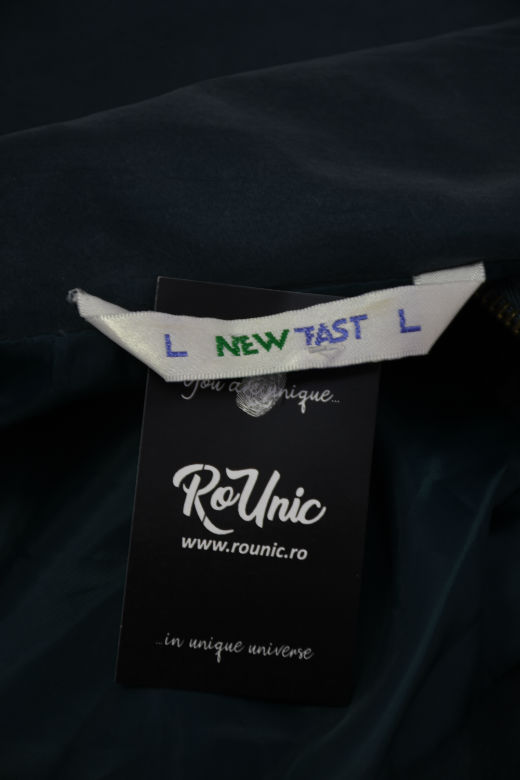 L NEW TAST L
You are unique...
RoUnic
www.rounic.ro
...in unique universe